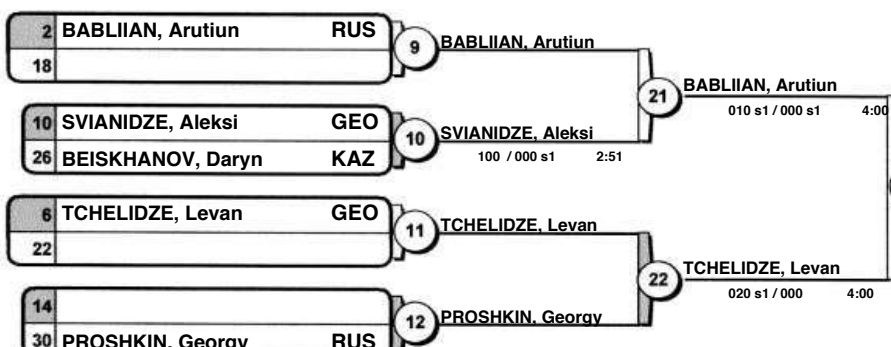 2 BABLIIAN, Arutiun RUS
18
9
BABLIIAN, Arutiun
10 SVIANIDZE, Aleksi GEO
26 BEISKHANOV, Daryn KAZ
10
SVIANIDZE, Aleksi
100 / 000 s1 2:51
21
BABLIIAN, Arutiun
010 s1 / 000 s1 4:00
6 TCHELIDZE, Levan GEO
22
11
TCHELIDZE, Levan
14
30 PROSHKIN, Georgy RUS
12
PROSHKIN, Georgy
22
TCHELIDZE, Levan
020 s1 / 000 4:00